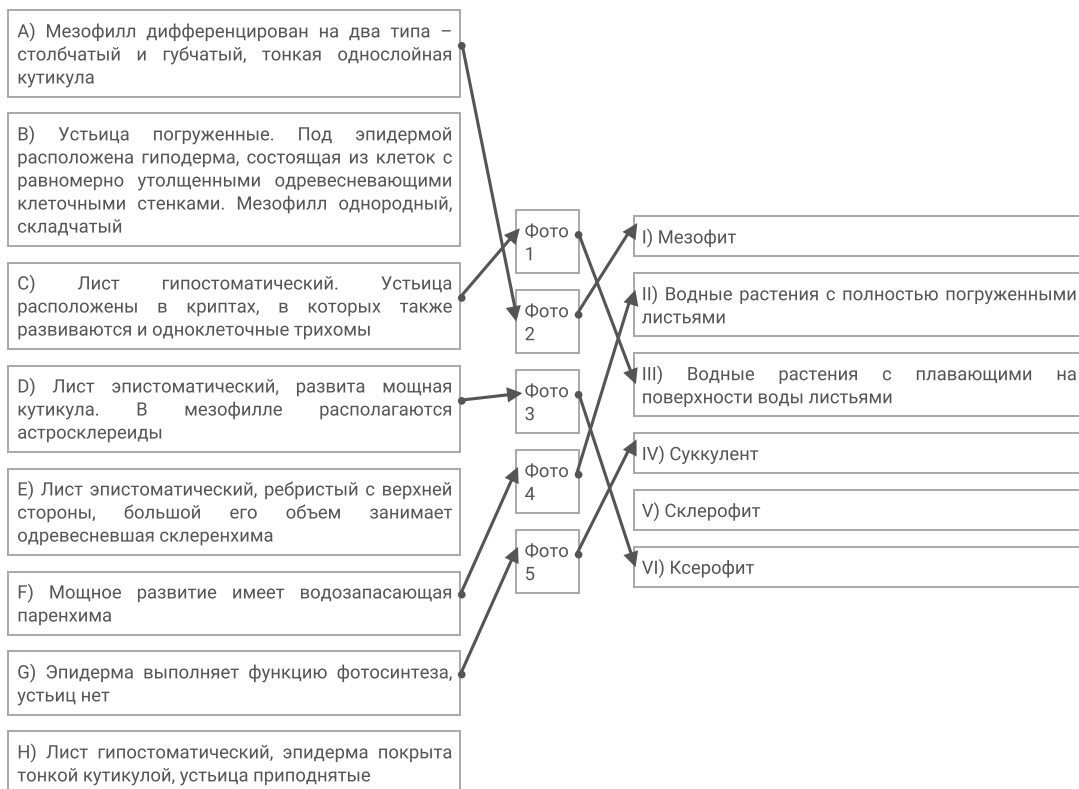 A) Мезофилл дифференцирован на два типа –
столбчатый и губчатый, тонкая однослойная
кутикула
B) Устьица погруженные. Под эпидермой
расположена гиподерма, состоящая из клеток с
равномерно утолщенными одревесневающими
клеточными стенками. Мезофилл однородный,
складчатый
C) Лист гипостоматический. Устьица
расположены в криптах, в которых также
развиваются и одноклеточные трихомы
D) Лист эпистоматический, развита мощная
кутикула. В мезофилле располагаются
астросклереиды
E) Лист эпистоматический, ребристый с верхней
стороны, большой его объем занимает
одревесневшая склеренхима
F) Мощное развитие имеет водозапасающая
паренхима
G) Эпидерма выполняет функцию фотосинтеза,
устьиц нет
H) Лист гипостоматический, эпидерма покрыта
тонкой кутикулой, устьица приподнятые
Фото
1
Фото
2
Фото
3
Фото
4
Фото
5
I) Мезофит
II) Водные растения с полностью погруженными
листьями
III) Водные растения с плавающими на
поверхности воды листьями
IV) Суккулент
V) Склерофит
VI) Ксерофит